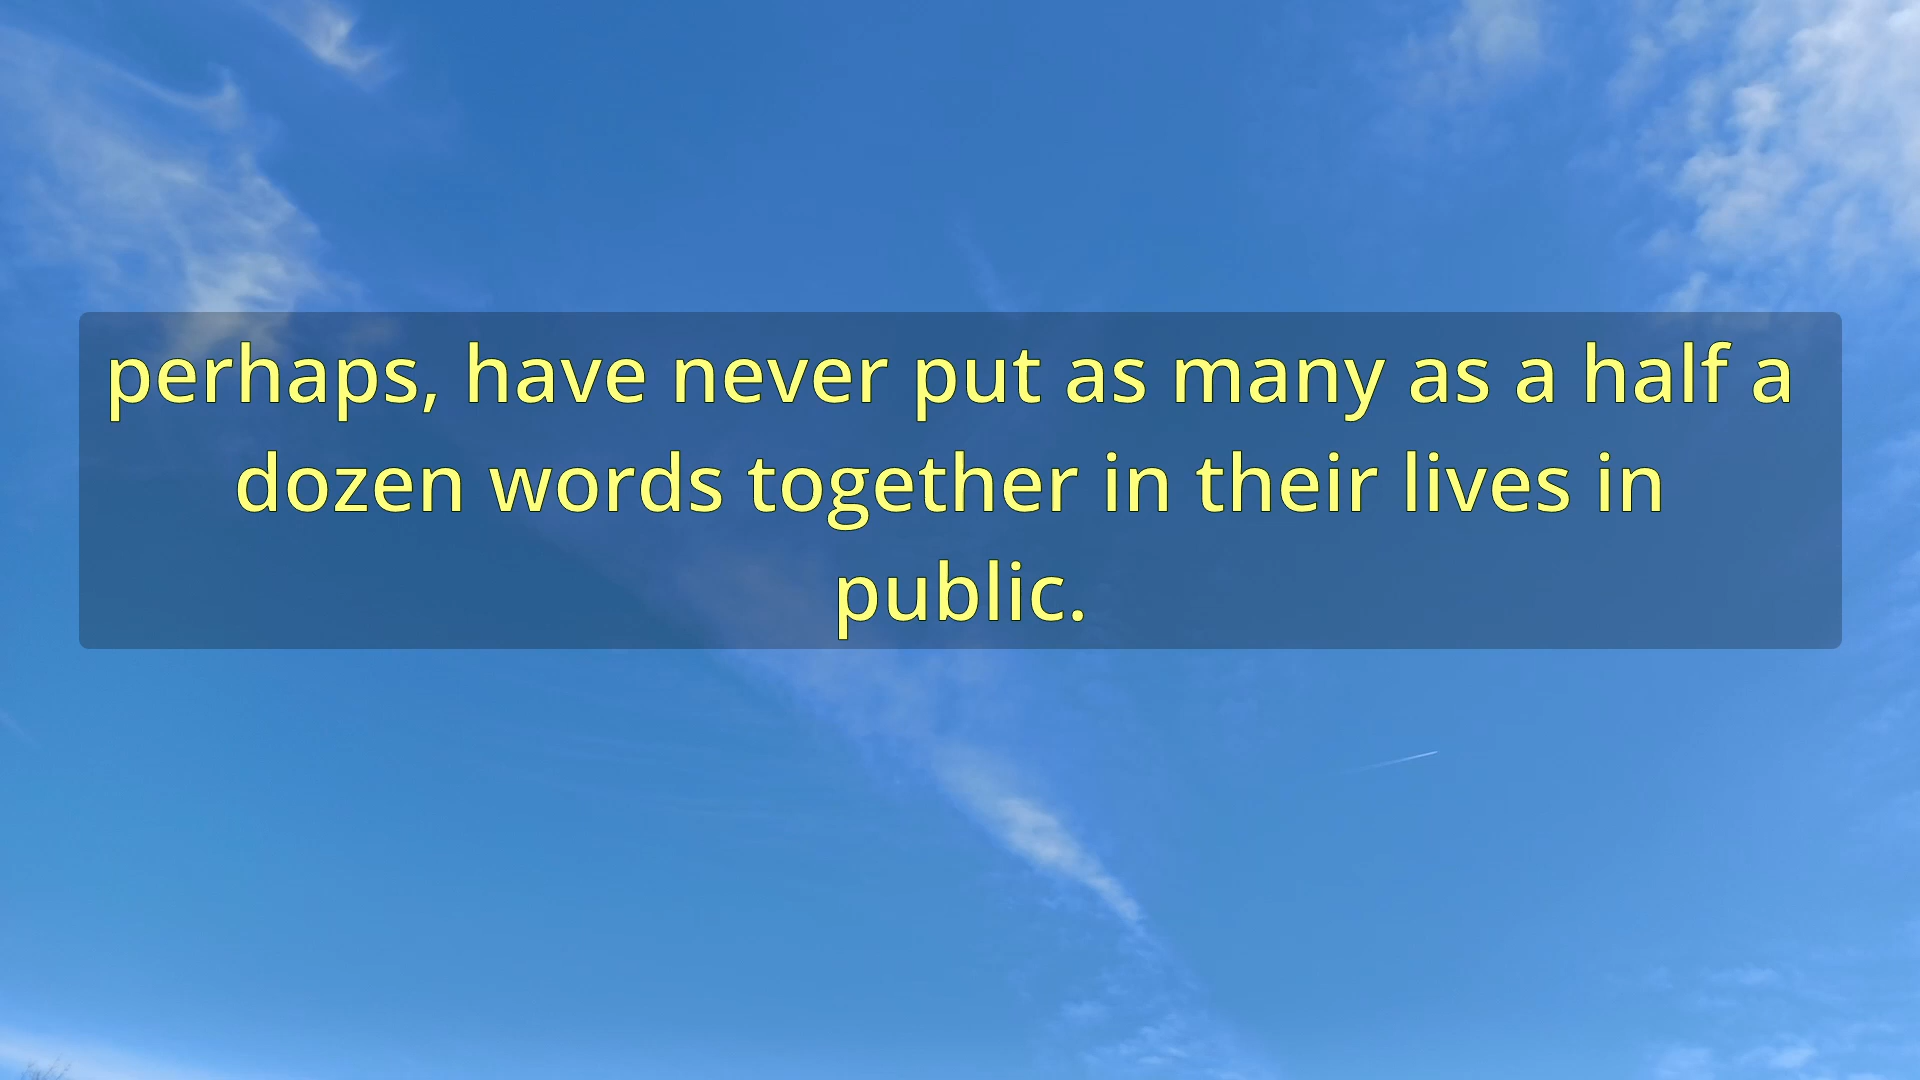 perhaps, have never put as many as a half a
dozen words together in their lives in
public.